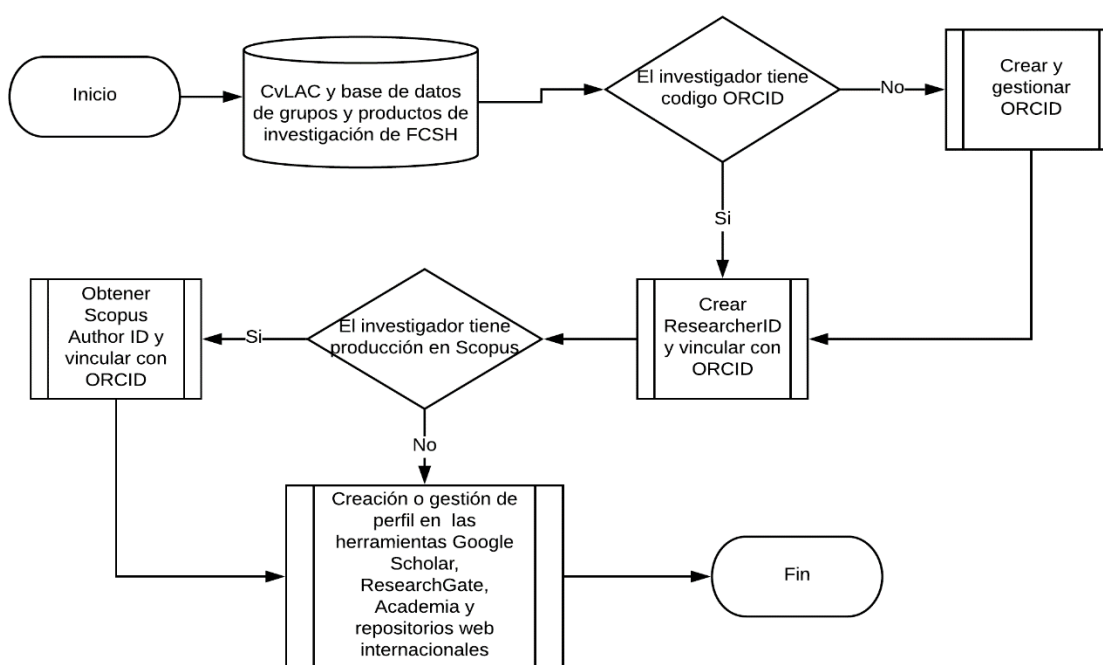 Inicio
CvLAC y base de datos
de grupos y productos de
investigación de FCSH
El investigador tiene
codigo ORCID
No
Crear y
gestionar
ORCID
Si
Crear
ResearcherID
y vincular con
ORCID
El investigador tiene
producción en Scopus
Si
Obtener
Scopus
Author ID y
vincular con
ORCID
No
Creación o gestión de
perfil en las
herramientas Google
Scholar,
ResearchGate,
Academia y
repositorios web
internacionales
Fin